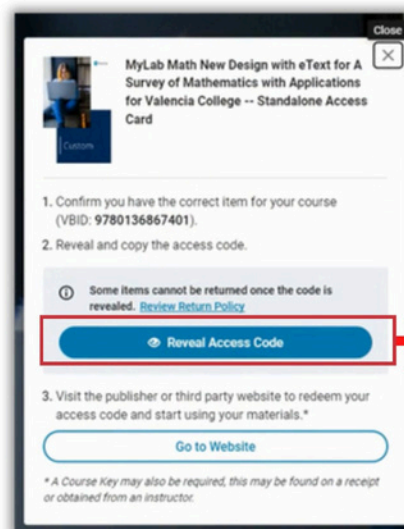 Close
MyLab Math New Design with eText for A
Survey of Mathematics with Applications
for Valencia College -- Standalone Access
Card
Custom
1. Confirm you have the correct item for your course
(VBID: 9780136867401).
2. Reveal and copy the access code.
Some items cannot be returned once the code is
revealed. Review Return Policy
Reveal Access Code
3. Visit the publisher or third party website to redeem your
access code and start using your materials.*
Go to Website
* A Course Key may also be required, this may be found on a receipt
or obtained from an instructor.